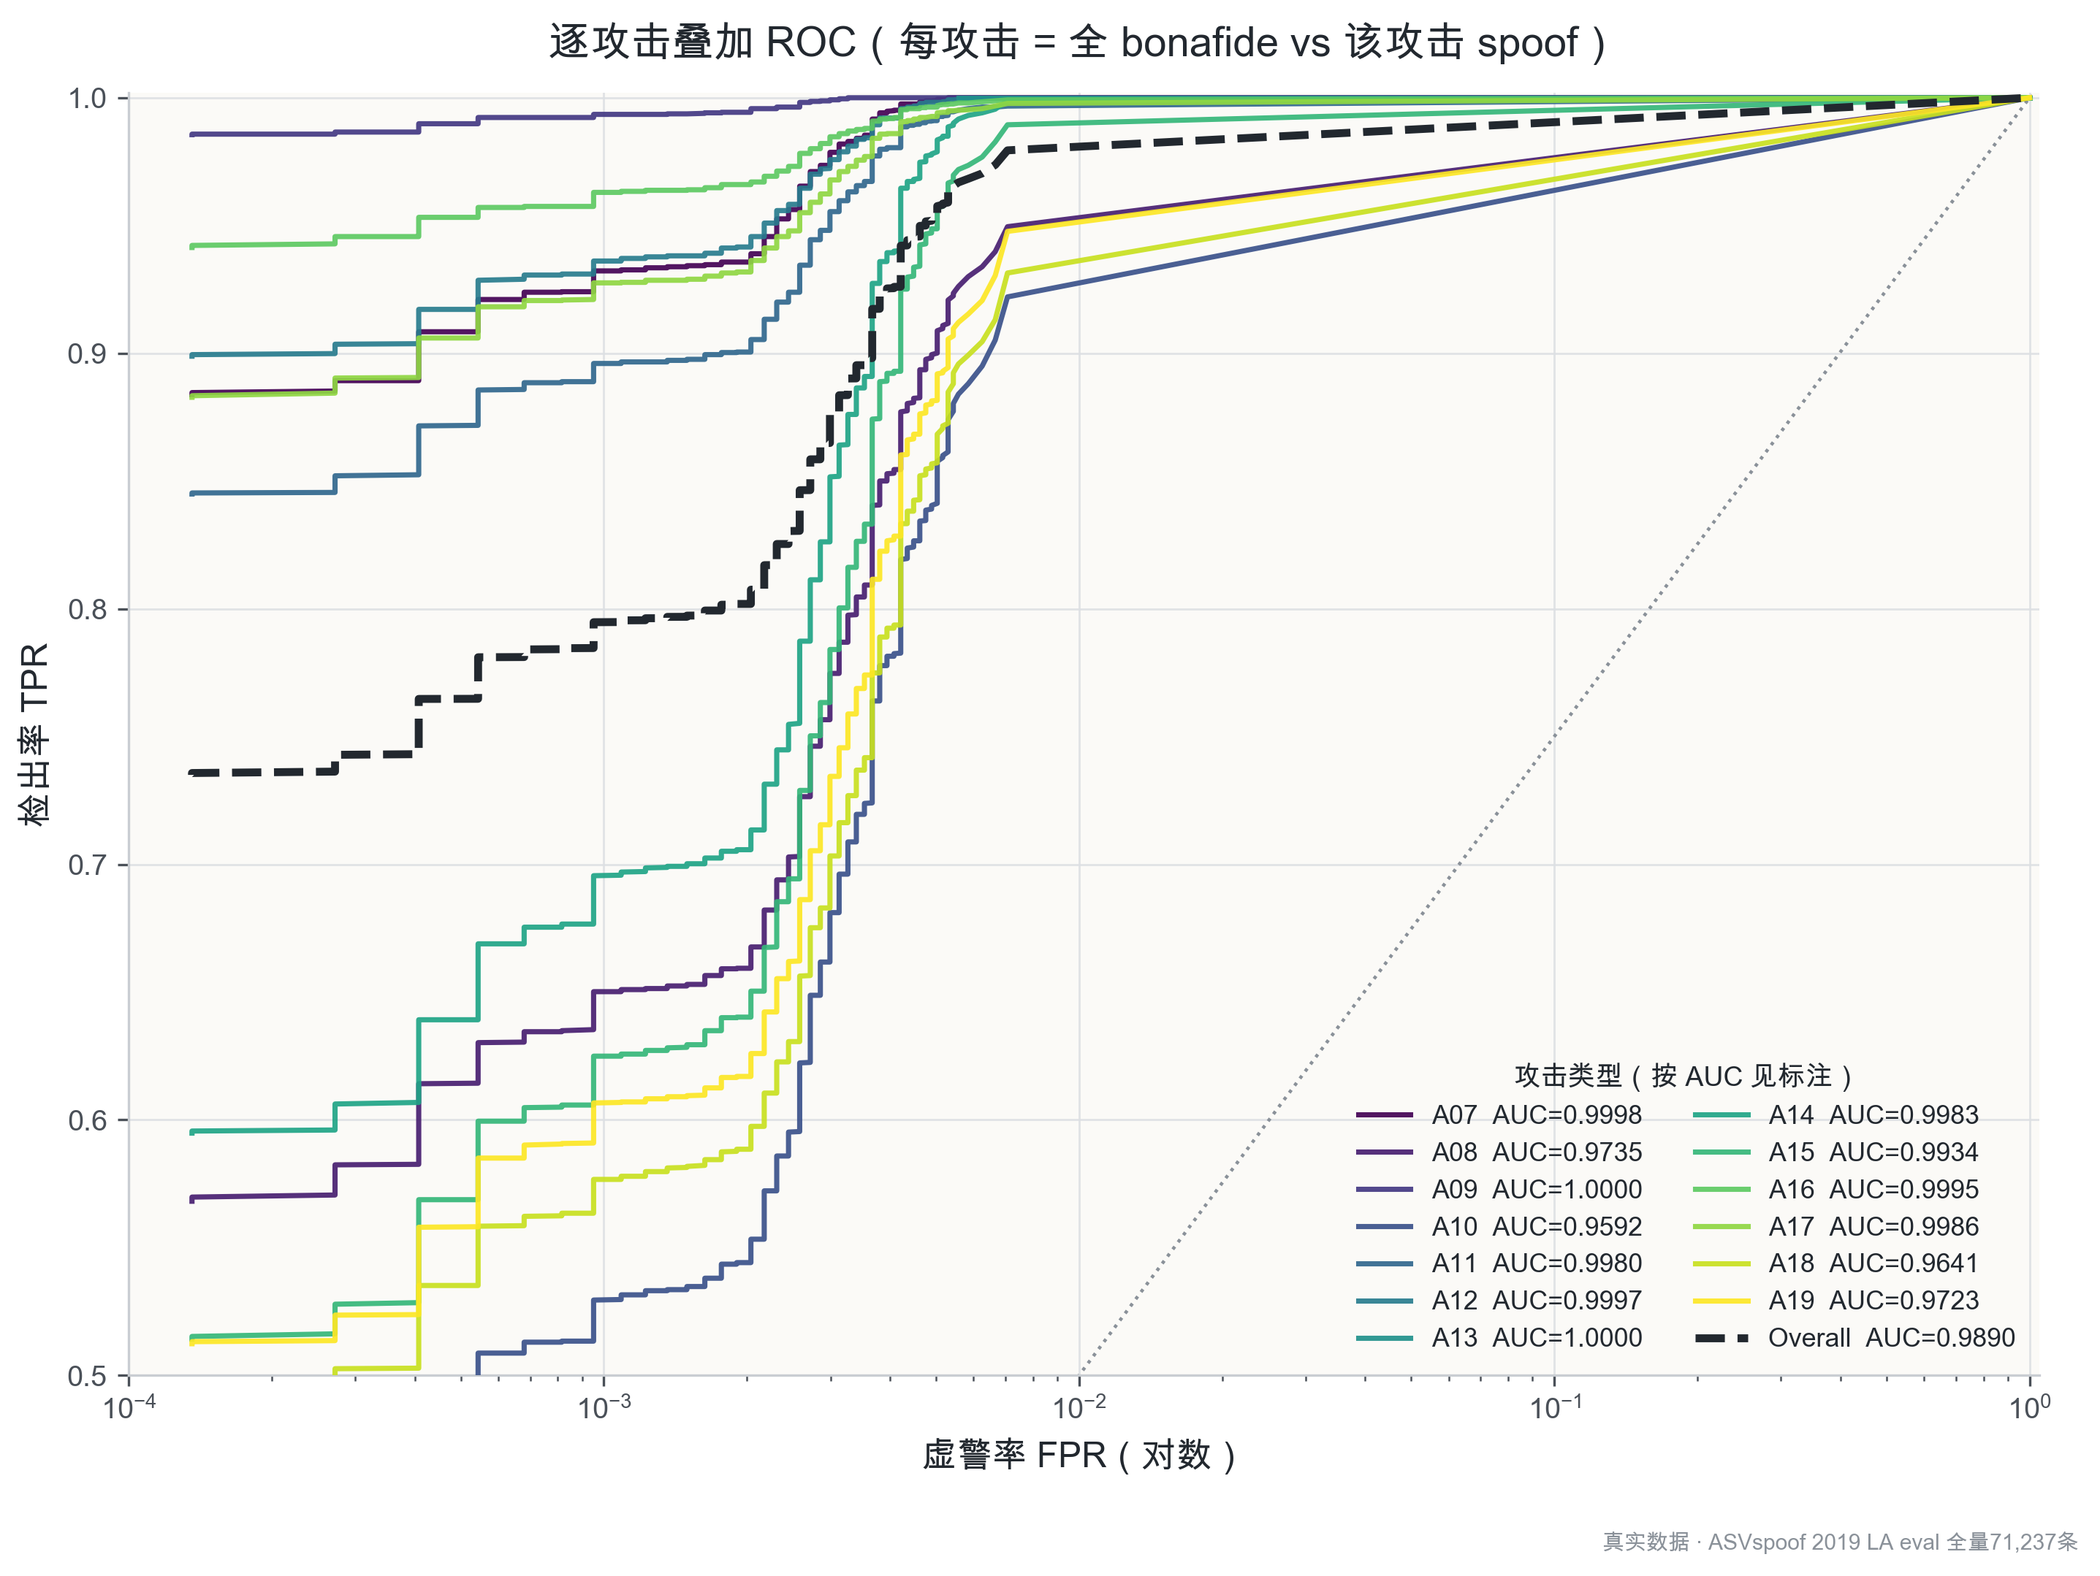 逐攻击叠加 ROC（每攻击 = 全 bonafide vs 该攻击 spoof）
检出率 TPR
1.0
0.9
0.8
0.7
0.6
0.5
10⁻⁴
10⁻³
10⁻²
10⁻¹
10⁰
虚警率 FPR（对数）
攻击类型（按 AUC 见标注）
A07 AUC=0.9998
A08 AUC=0.9735
A09 AUC=1.0000
A10 AUC=0.9592
A11 AUC=0.9980
A12 AUC=0.9997
A13 AUC=1.0000
A14 AUC=0.9983
A15 AUC=0.9934
A16 AUC=0.9995
A17 AUC=0.9986
A18 AUC=0.9641
A19 AUC=0.9723
Overall AUC=0.9890
真实数据 · ASVspoof 2019 LA eval 全量71,237条